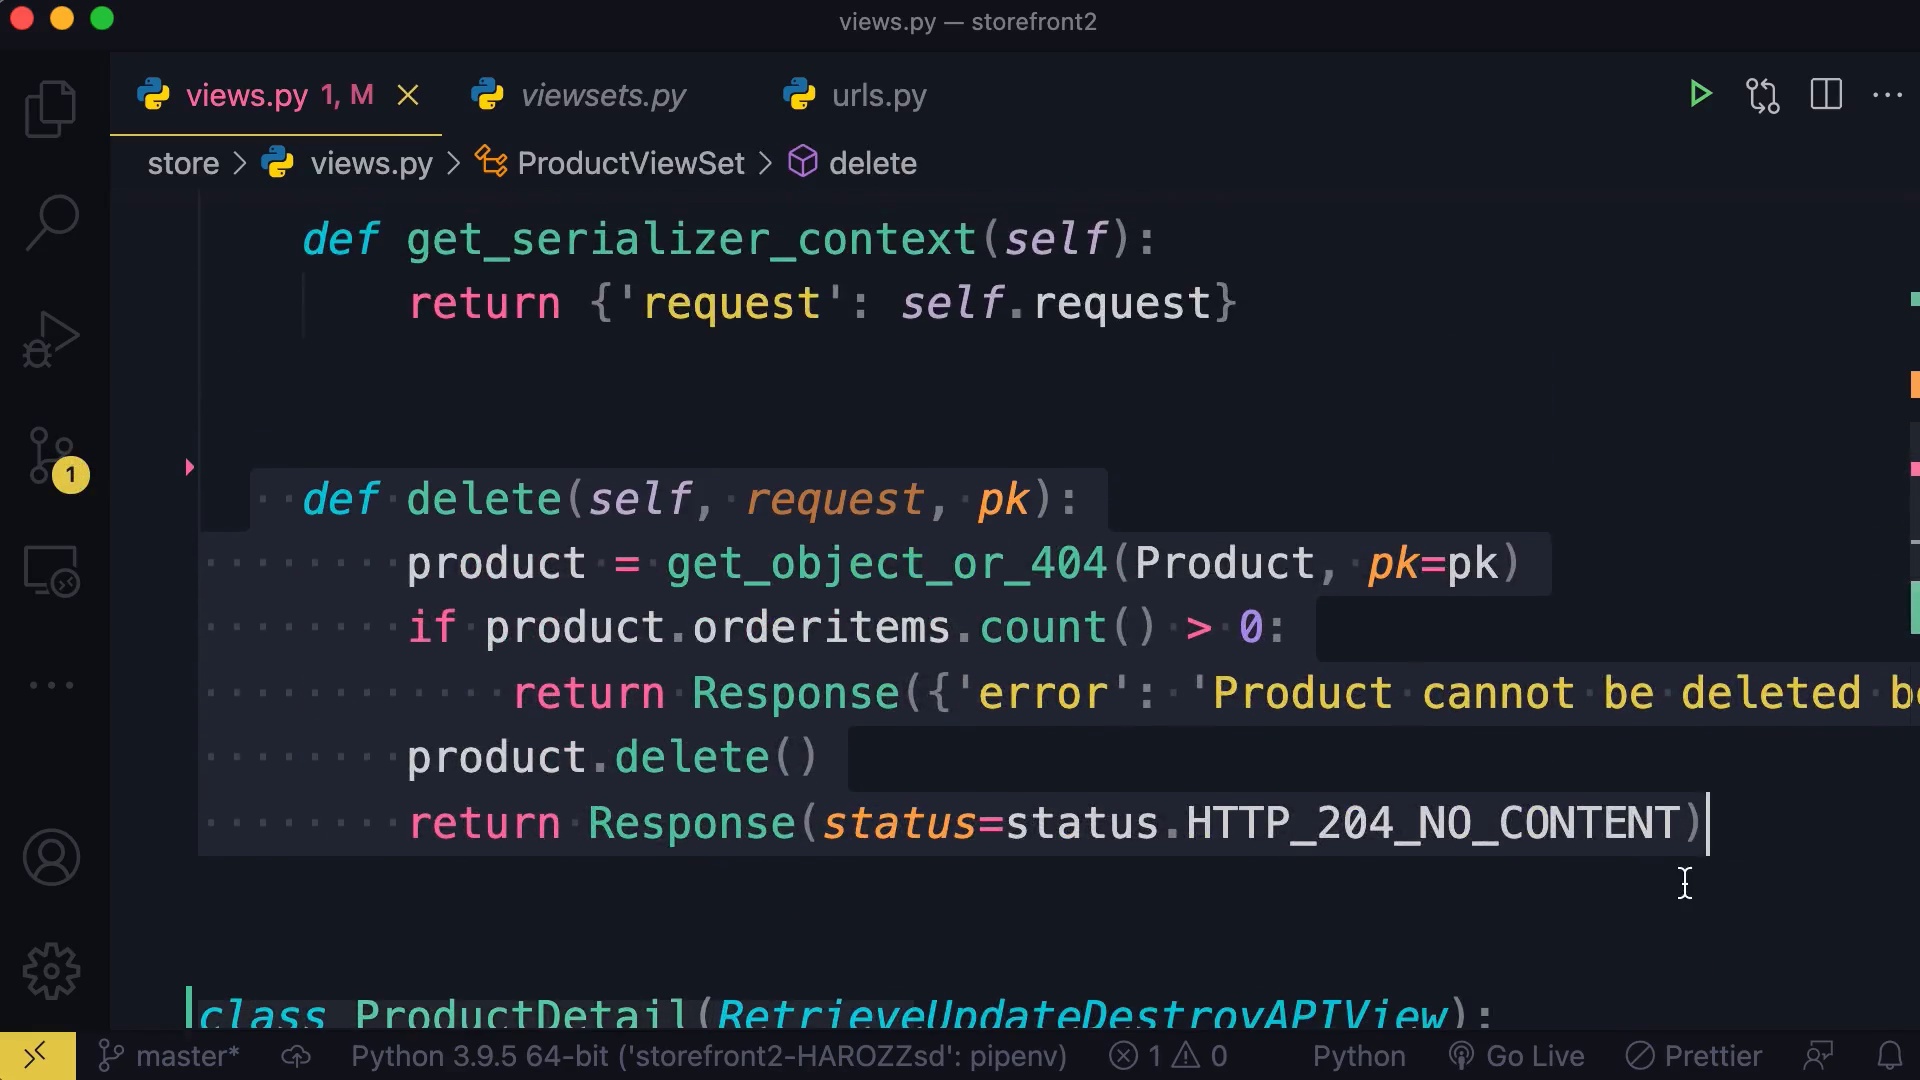 views.py — storefront2
views.py 1, M
viewsets.py
urls.py
store > views.py > ProductViewSet > delete
def get_serializer_context(self):
return {'request': self.request}
def delete(self, request, pk):
product = get_object_or_404(Product, pk=pk)
if product.orderitems.count() > 0:
return Response({'error': 'Product cannot be deleted
product.delete()
return Response(status=status.HTTP_204_NO_CONTENT)
1
class ProductDetail(RetrieveUpdateDestroyAPIView):
master* Python 3.9.5 64-bit ('storefront2-HAROZZsd': pipenv) 1 0 Python Go Live Prettier